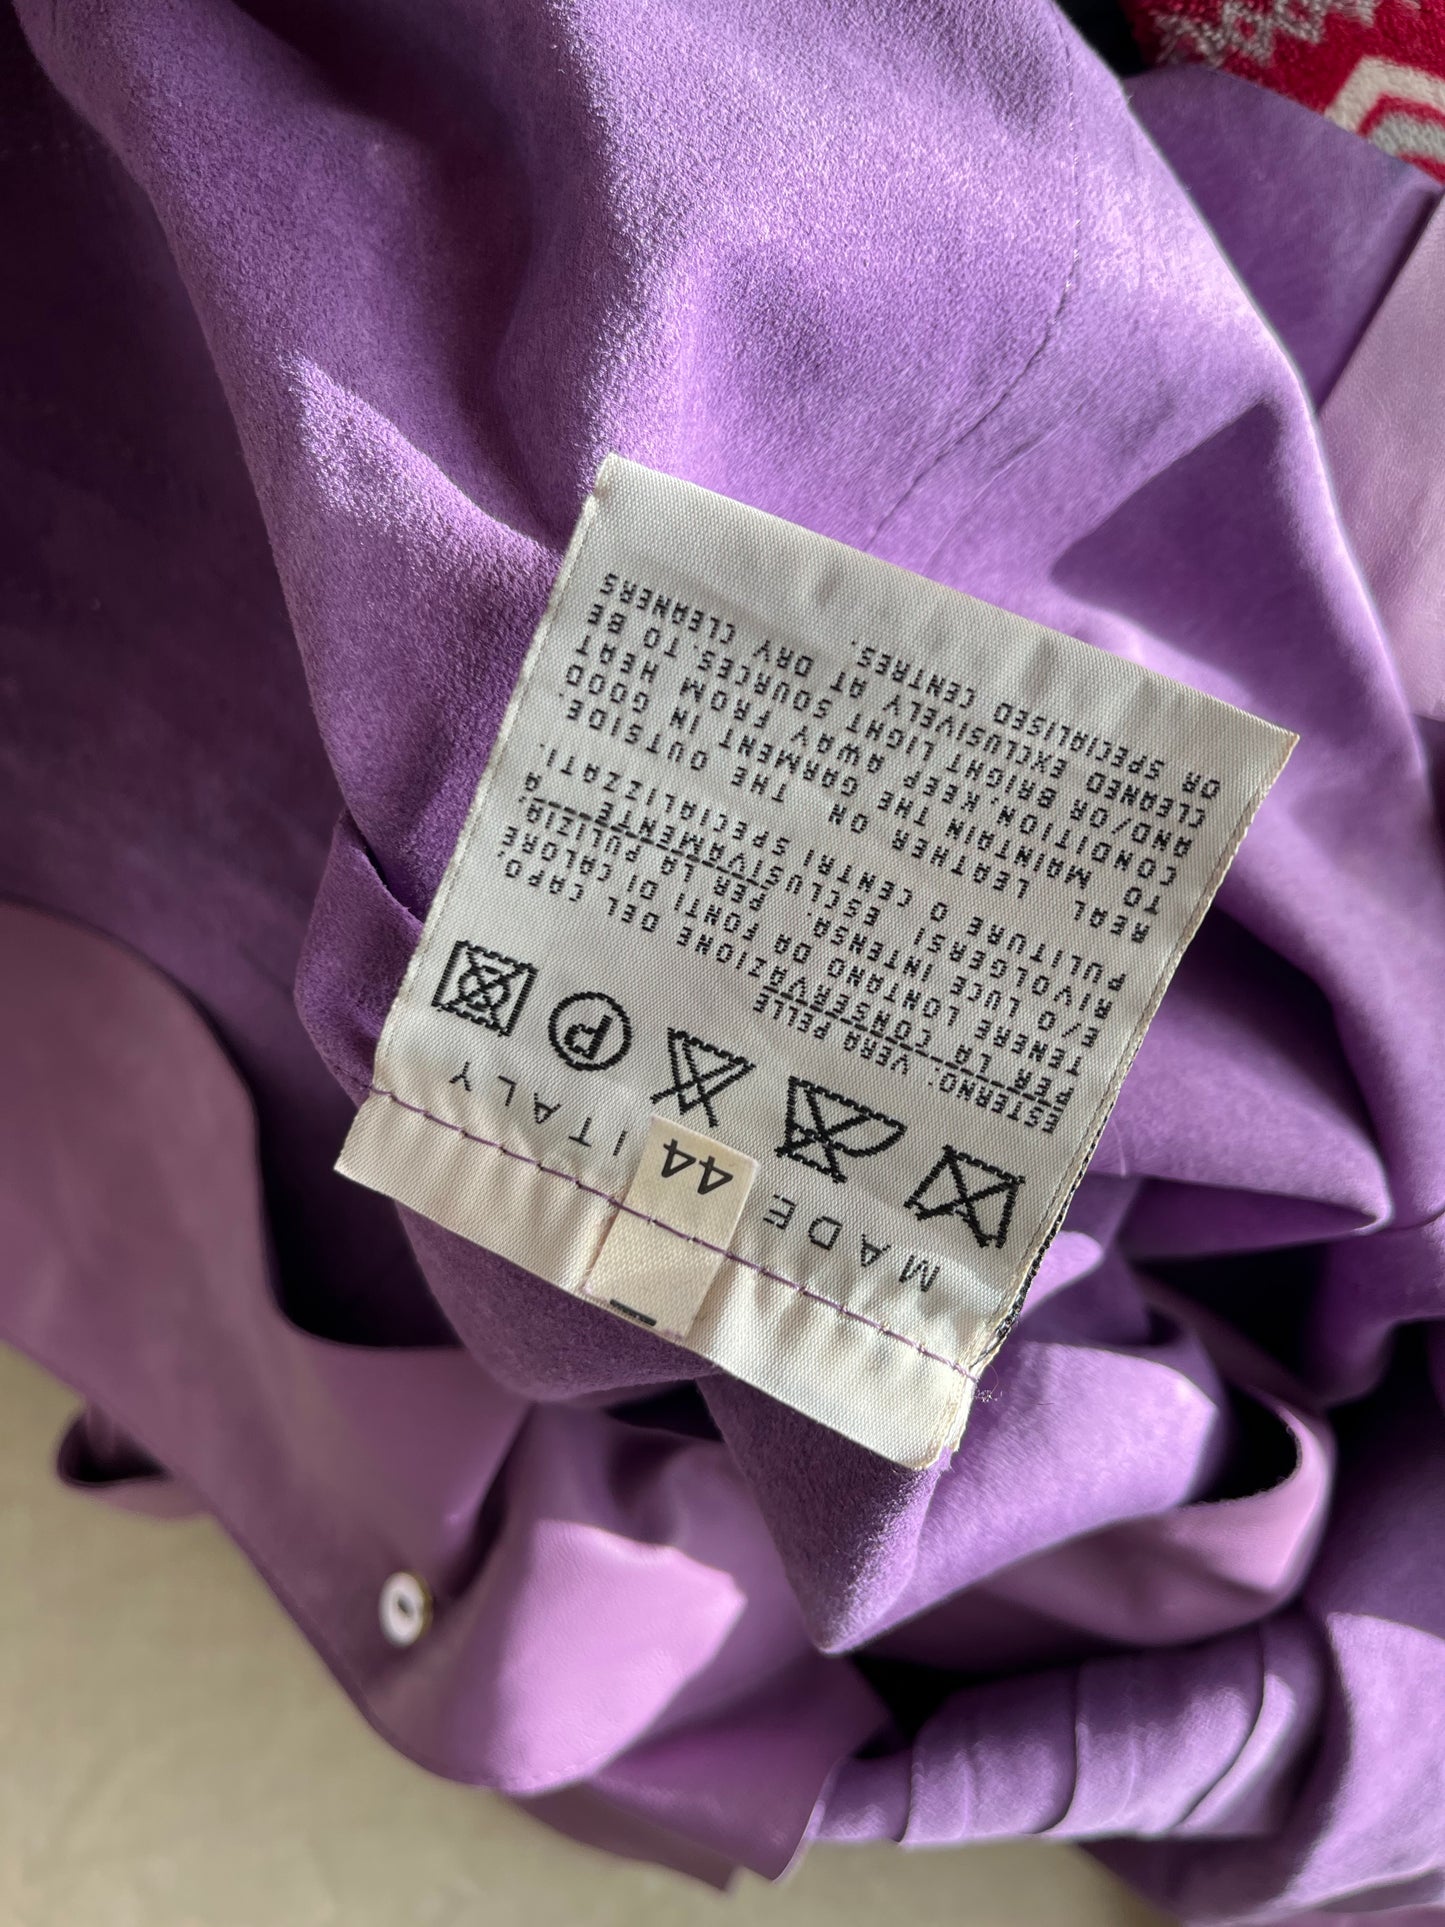 MADE ITALY
44
P
ESTERNO: VERA PELLE
PER LA CONSERVAZIONE DEL CAPO,
TENERE LONTANO DA FONTI DI CALORE
E/O LUCE INTENSA. PER LA PULIZIA,
RIVOLGERSI ESCLUSIVAMENTE A
PULITURE O CENTRI SPECIALIZZATI.
REAL LEATHER ON THE OUTSIDE
TO MAINTAIN THE GARMENT IN GOOD
CONDITION, KEEP AWAY FROM HEAT
AND/OR BRIGHT LIGHT SOURCES. TO BE
CLEANED EXCLUSIVELY AT DRY CLEANERS
OR SPECIALISED CENTRES.